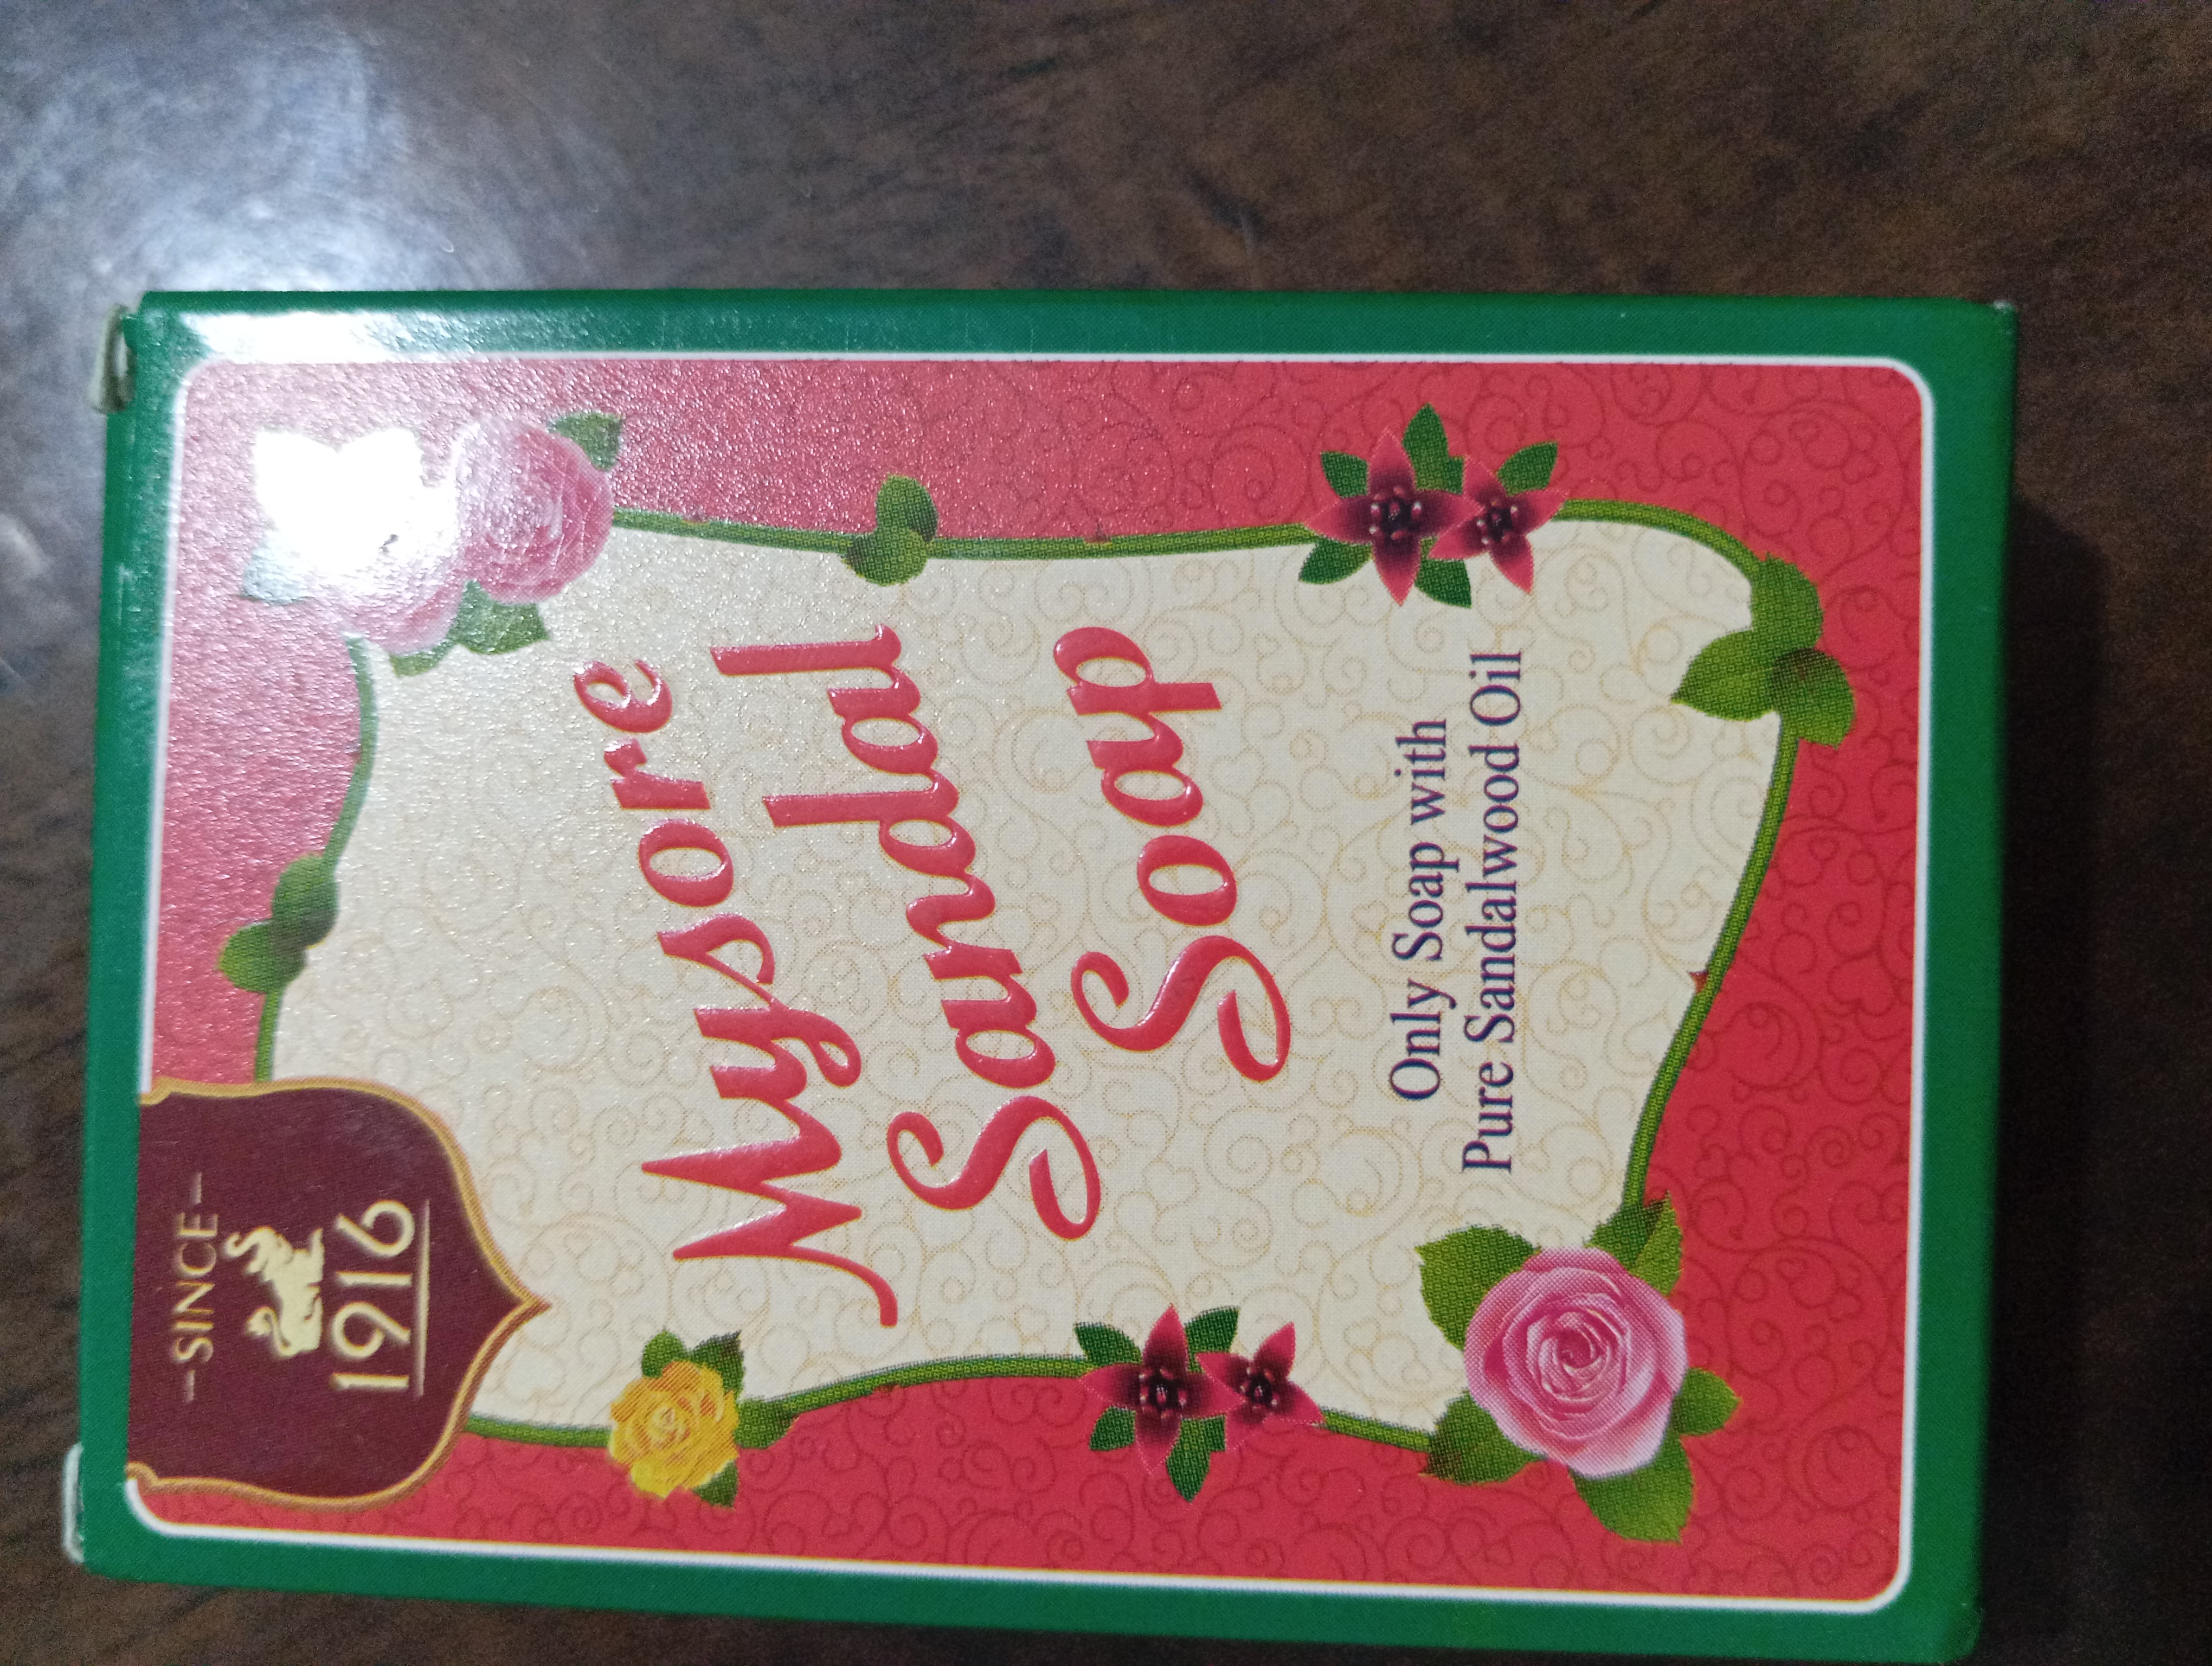 –SINCE–
1916
Mysore
Sandal
Soap
Only Soap with
Pure Sandalwood Oil